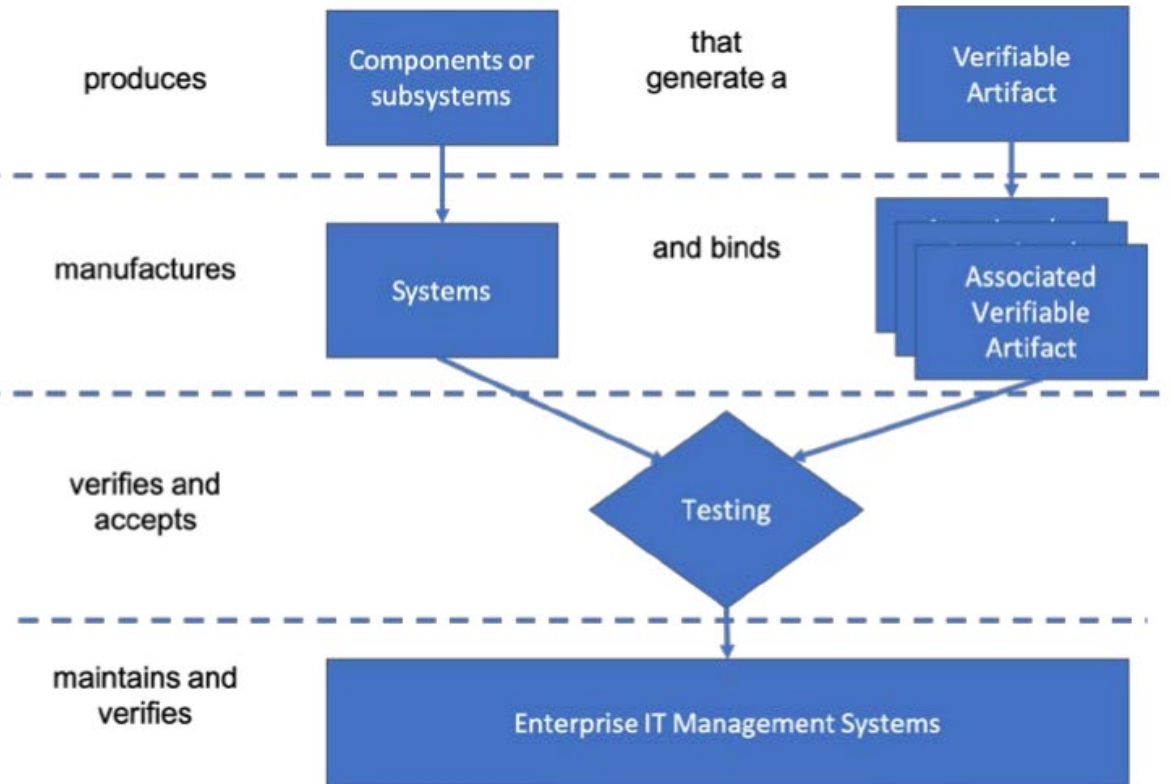 produces
Components or
subsystems
that
generate a
Verifiable
Artifact
manufactures
Systems
and binds
Associated
Verifiable
Artifact
verifies and
accepts
Testing
maintains and
verifies
Enterprise IT Management Systems